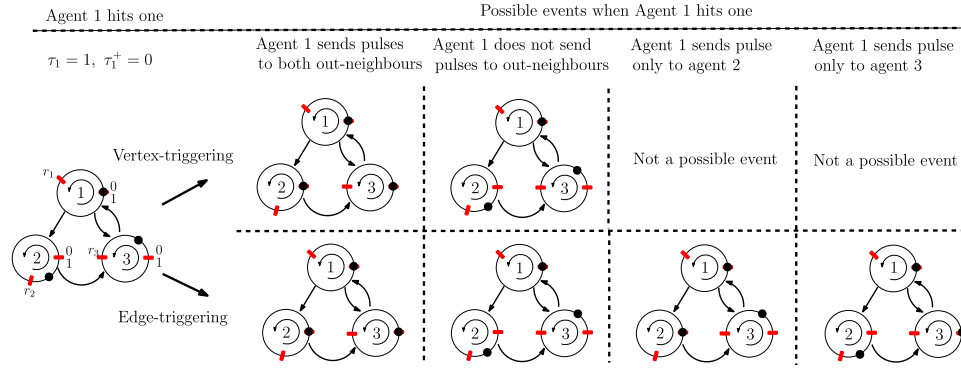 Agent 1 hits one
Possible events when Agent 1 hits one
τ₁ = 1, τ₁⁺ = 0
Agent 1 sends pulses
to both out-neighbours
Agent 1 does not send
pulses to out-neighbours
Agent 1 sends pulse
only to agent 2
Agent 1 sends pulse
only to agent 3
Vertex-triggering
Edge-triggering
r₁
1
0
1
2
0
1
r₂
r₃
3
0
1
1
2
3
1
2
3
Not a possible event
Not a possible event
1
2
3
1
2
3
1
2
3
1
2
3